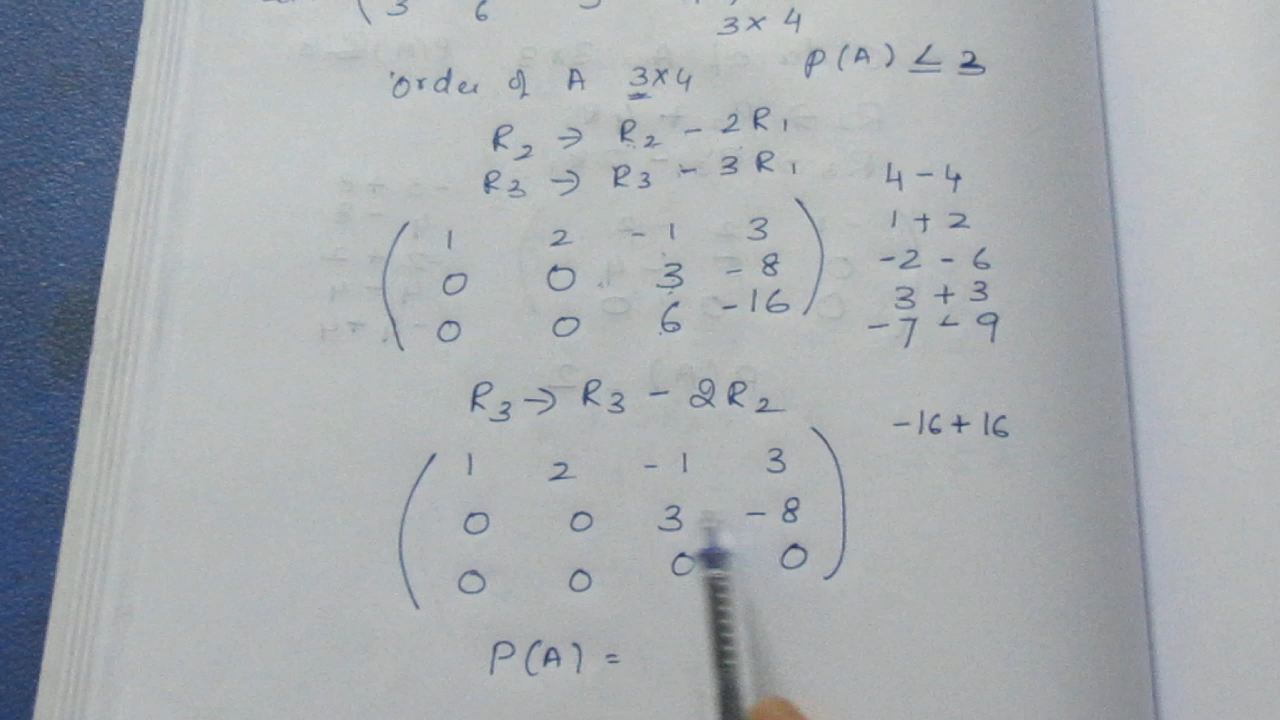 3 6
3 × 4
order of A 3×4 P(A) ≤ 3
R2 → R2 - 2R1
R3 → R3 - 3R1
4 - 4
1 2 -1 3
1 + 2
0 0 3 -8
-2 - 6
0 0 6 -16
3 + 3
-7 - 9
R3 → R3 - 2R2
-16 + 16
1 2 -1 3
0 0 3 -8
0 0 0 0
P(A) =